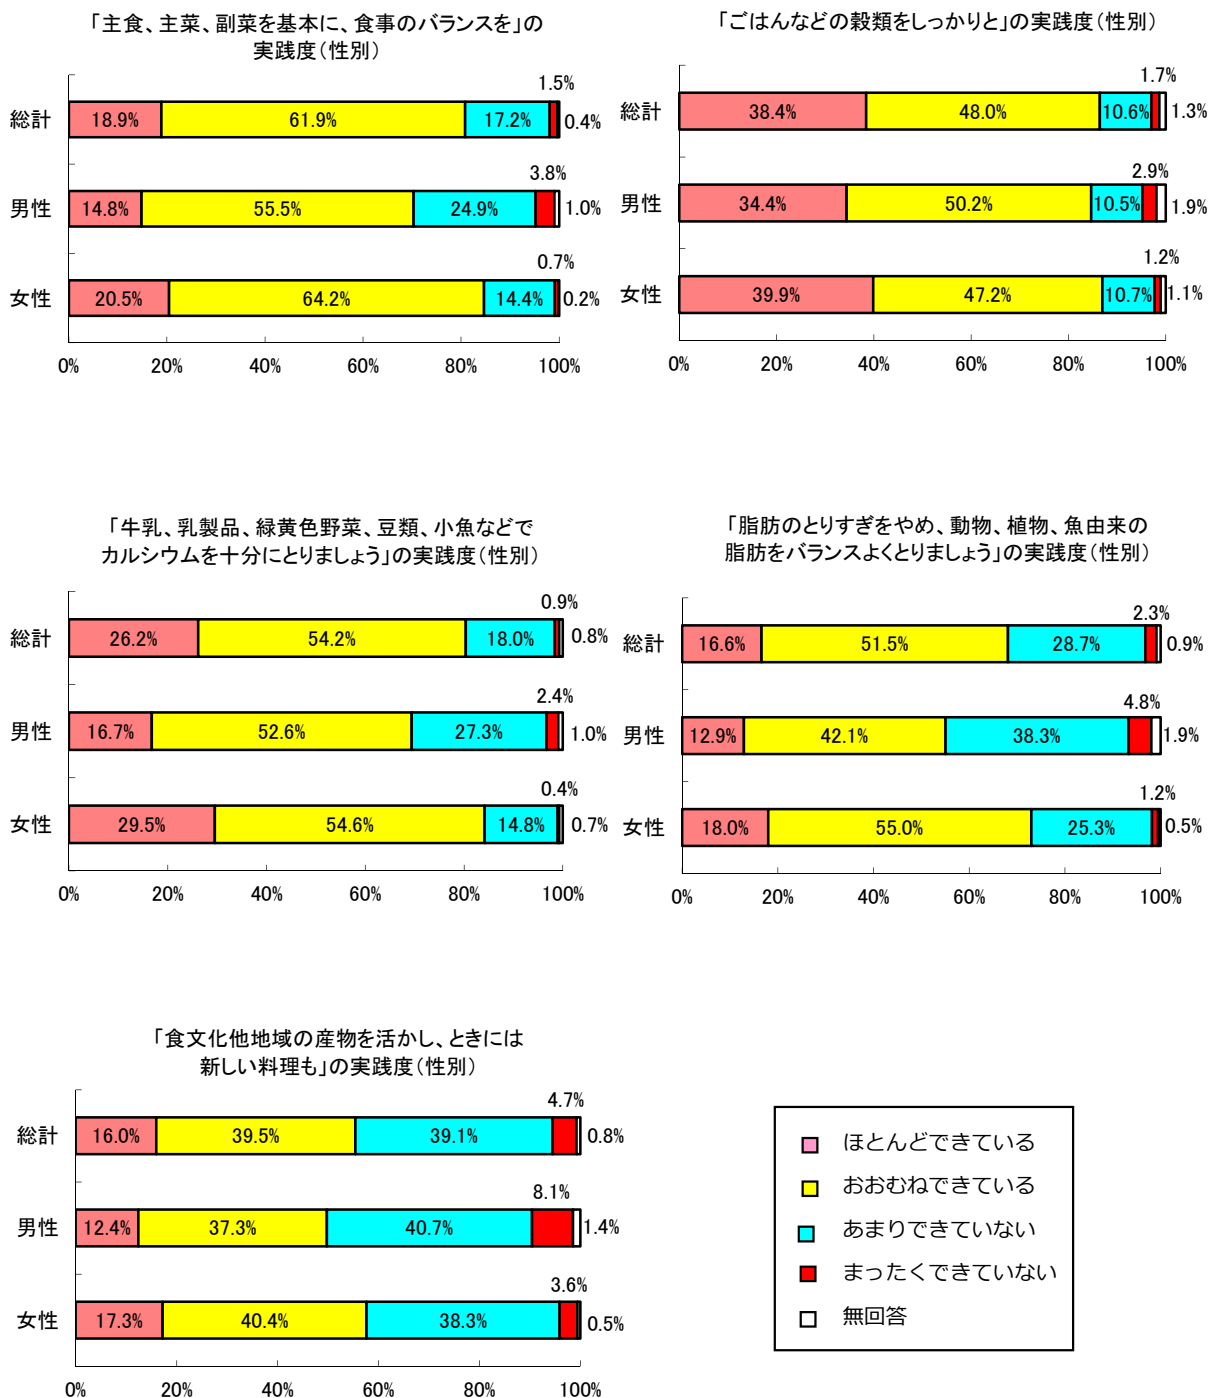 「主食、主菜、副菜を基本に、食事のバランスを」の
実践度(性別)
1.5%
総計 18.9% 61.9% 17.2% 0.4%
3.8%
男性 14.8% 55.5% 24.9% 1.0%
0.7%
女性 20.5% 64.2% 14.4% 0.2%
0% 20% 40% 60% 80% 100%
「ごはんなどの穀類をしっかりと」の実践度(性別)
1.7%
総計 38.4% 48.0% 10.6% 1.3%
2.9%
男性 34.4% 50.2% 10.5% 1.9%
1.2%
女性 39.9% 47.2% 10.7% 1.1%
0% 20% 40% 60% 80% 100%
「牛乳、乳製品、緑黄色野菜、豆類、小魚などで
カルシウムを十分にとりましょう」の実践度(性別)
0.9%
総計 26.2% 54.2% 18.0% 0.8%
2.4%
男性 16.7% 52.6% 27.3% 1.0%
0.4%
女性 29.5% 54.6% 14.8% 0.7%
0% 20% 40% 60% 80% 100%
「脂肪のとりすぎをやめ、動物、植物、魚由来の
脂肪をバランスよくとりましょう」の実践度(性別)
2.3%
総計 16.6% 51.5% 28.7% 0.9%
4.8%
男性 12.9% 42.1% 38.3% 1.9%
1.2%
女性 18.0% 55.0% 25.3% 0.5%
0% 20% 40% 60% 80% 100%
「食文化他地域の産物を活かし、ときには
新しい料理も」の実践度(性別)
4.7%
総計 16.0% 39.5% 39.1% 0.8%
8.1%
男性 12.4% 37.3% 40.7% 1.4%
3.6%
女性 17.3% 40.4% 38.3% 0.5%
0% 20% 40% 60% 80% 100%
ほとんどできている
おおむねできている
あまりできていない
まったくできていない
無回答